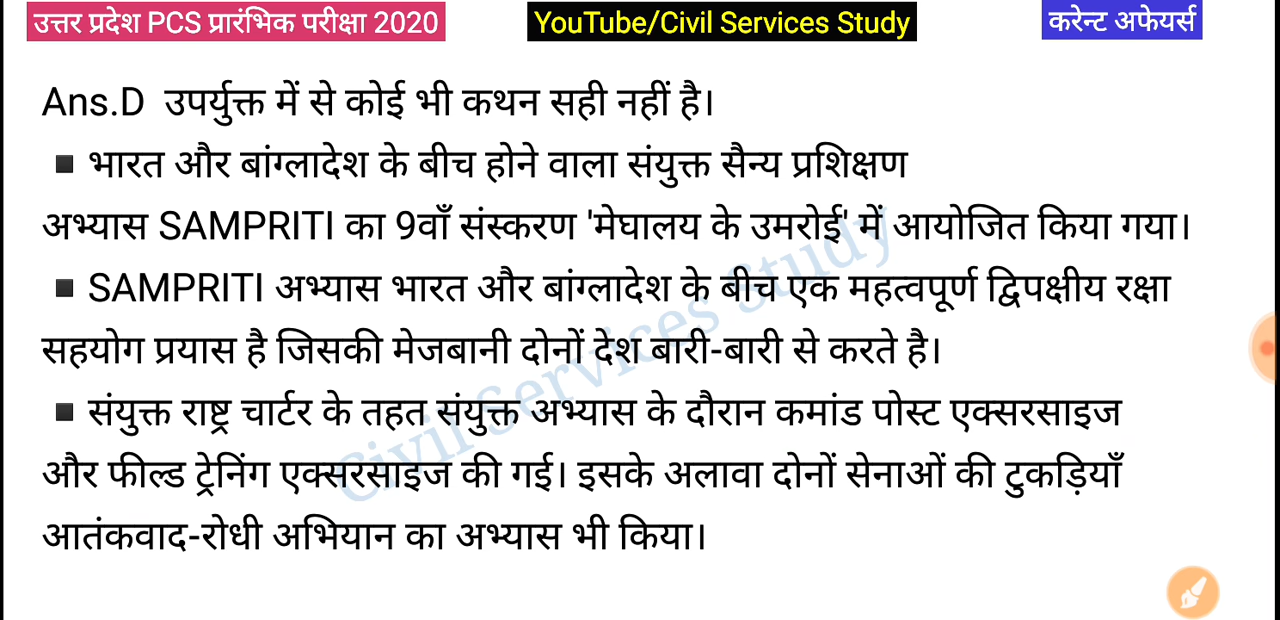 उत्तर प्रदेश PCS प्रारंभिक परीक्षा 2020
YouTube/Civil Services Study
करेन्ट अफेयर्स
Ans.D उपर्युक्त में से कोई भी कथन सही नहीं है।
▪ भारत और बांग्लादेश के बीच होने वाला संयुक्त सैन्य प्रशिक्षण
अभ्यास SAMPRITI का 9वाँ संस्करण 'मेघालय के उमरोई' में आयोजित किया गया।
▪ SAMPRITI अभ्यास भारत और बांग्लादेश के बीच एक महत्वपूर्ण द्विपक्षीय रक्षा
सहयोग प्रयास है जिसकी मेजबानी दोनों देश बारी-बारी से करते है।
▪ संयुक्त राष्ट्र चार्टर के तहत संयुक्त अभ्यास के दौरान कमांड पोस्ट एक्सरसाइज
और फील्ड ट्रेनिंग एक्सरसाइज की गई। इसके अलावा दोनों सेनाओं की टुकड़ियाँ
आतंकवाद-रोधी अभियान का अभ्यास भी किया।
Civil Services Study